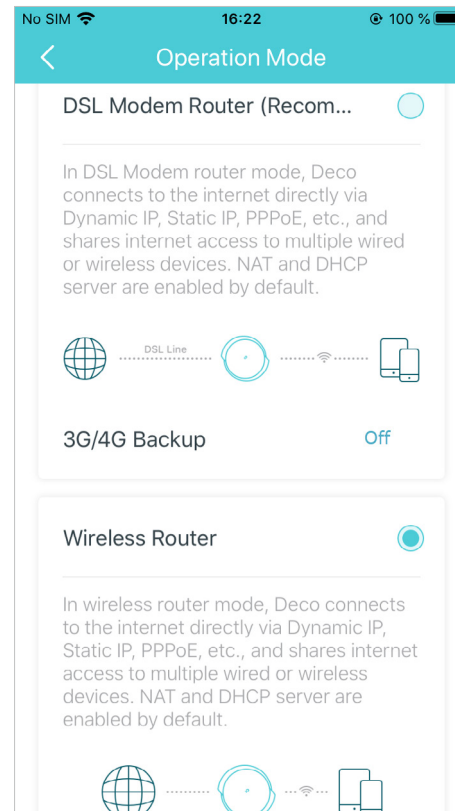 No SIM 16:22 100 %
Operation Mode
DSL Modem Router (Recom...
In DSL Modem router mode, Deco
connects to the internet directly via
Dynamic IP, Static IP, PPPoE, etc., and
shares internet access to multiple wired
or wireless devices. NAT and DHCP
server are enabled by default.
DSL Line
3G/4G Backup Off
Wireless Router
In wireless router mode, Deco connects
to the internet directly via Dynamic IP,
Static IP, PPPoE, etc., and shares internet
access to multiple wired or wireless
devices. NAT and DHCP server are
enabled by default.